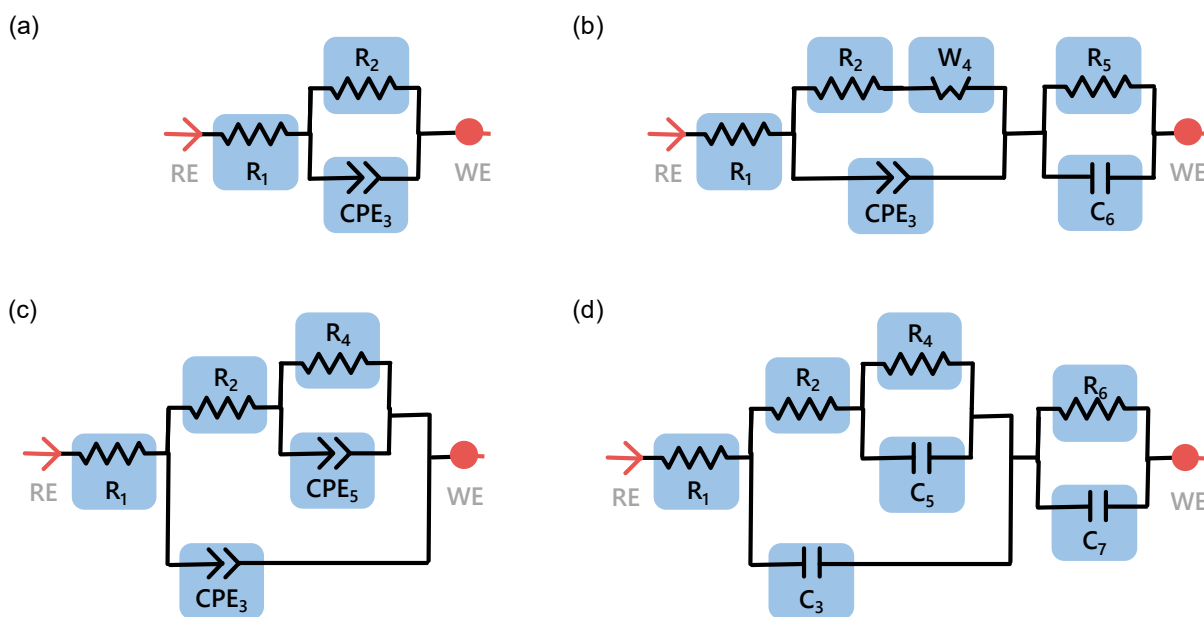 (a)
R₂
RE
R₁
WE
CPE₃
(b)
R₂
W₄
R₅
RE
R₁
WE
CPE₃
C₆
(c)
R₄
R₂
RE
R₁
CPE₅
WE
CPE₃
(d)
R₄
R₂
R₆
RE
R₁
C₅
WE
C₇
C₃